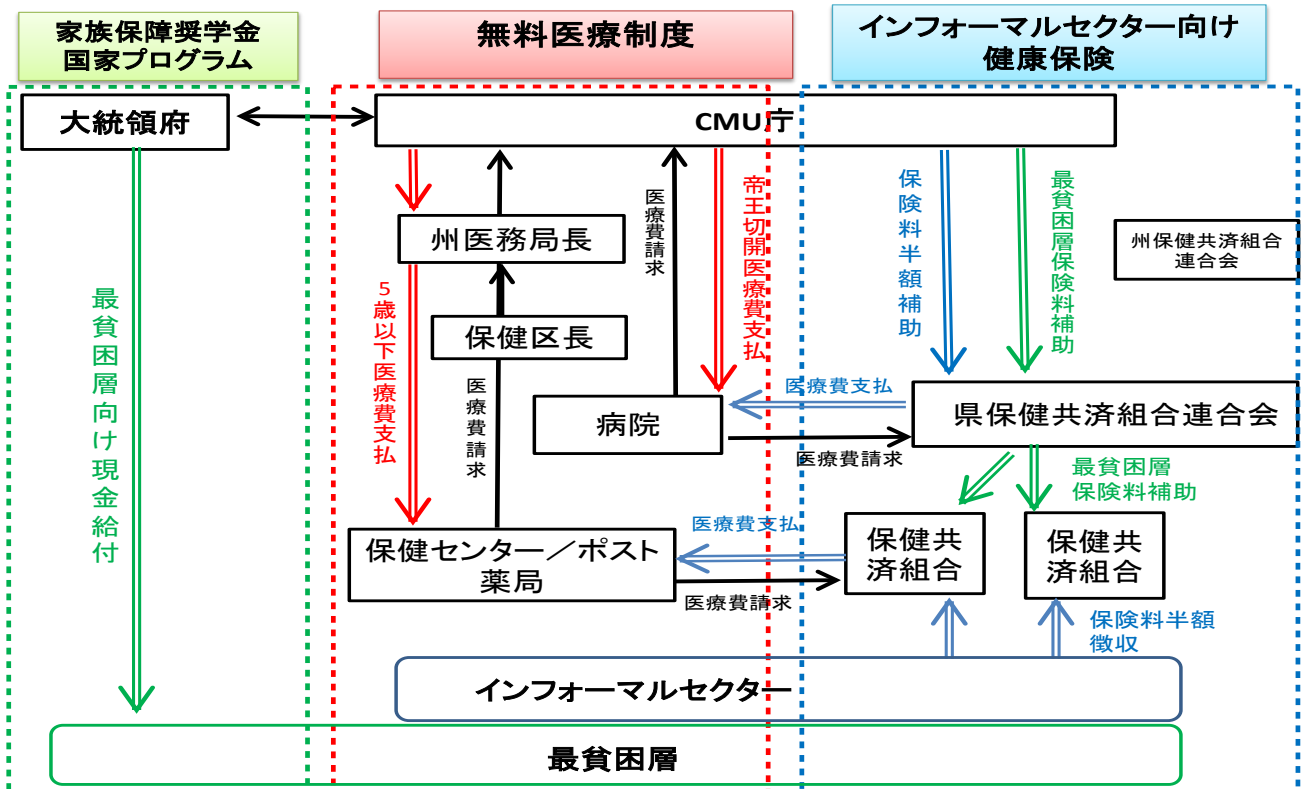 家族保障奨学金
国家プログラム
無料医療制度
インフォーマルセクター向け
健康保険
大統領府
CMU庁
州医務局長
保健区長
病院
保健センター／ポスト
薬局
州保健共済組合
連合会
県保健共済組合連合会
保健共
済組合
保健共
済組合
最貧困層向け現金給付
5歳以下医療費支払
医療費請求
医療費請求
帝王切開医療費支払
保険料半額補助
最貧困層保険料補助
医療費支払
医療費請求
最貧困層
保険料補助
医療費支払
医療費請求
保険料半額
徴収
インフォーマルセクター
最貧困層